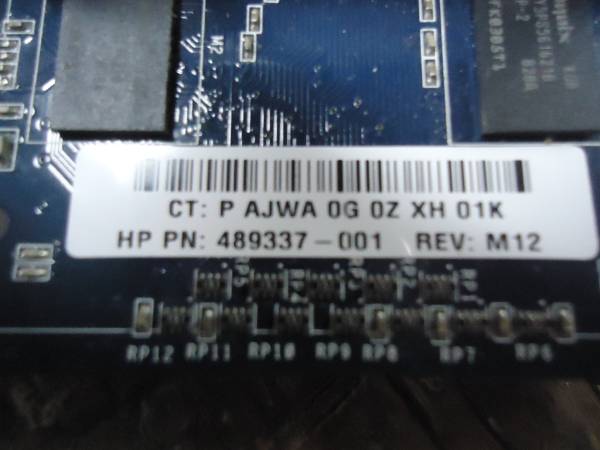 M2
CT: P AJWA 0G 0Z XH 01K
HP PN: 489337-001 REV: M12
RP12 RP11 RP10 RP9 RP8 RP7 RP6